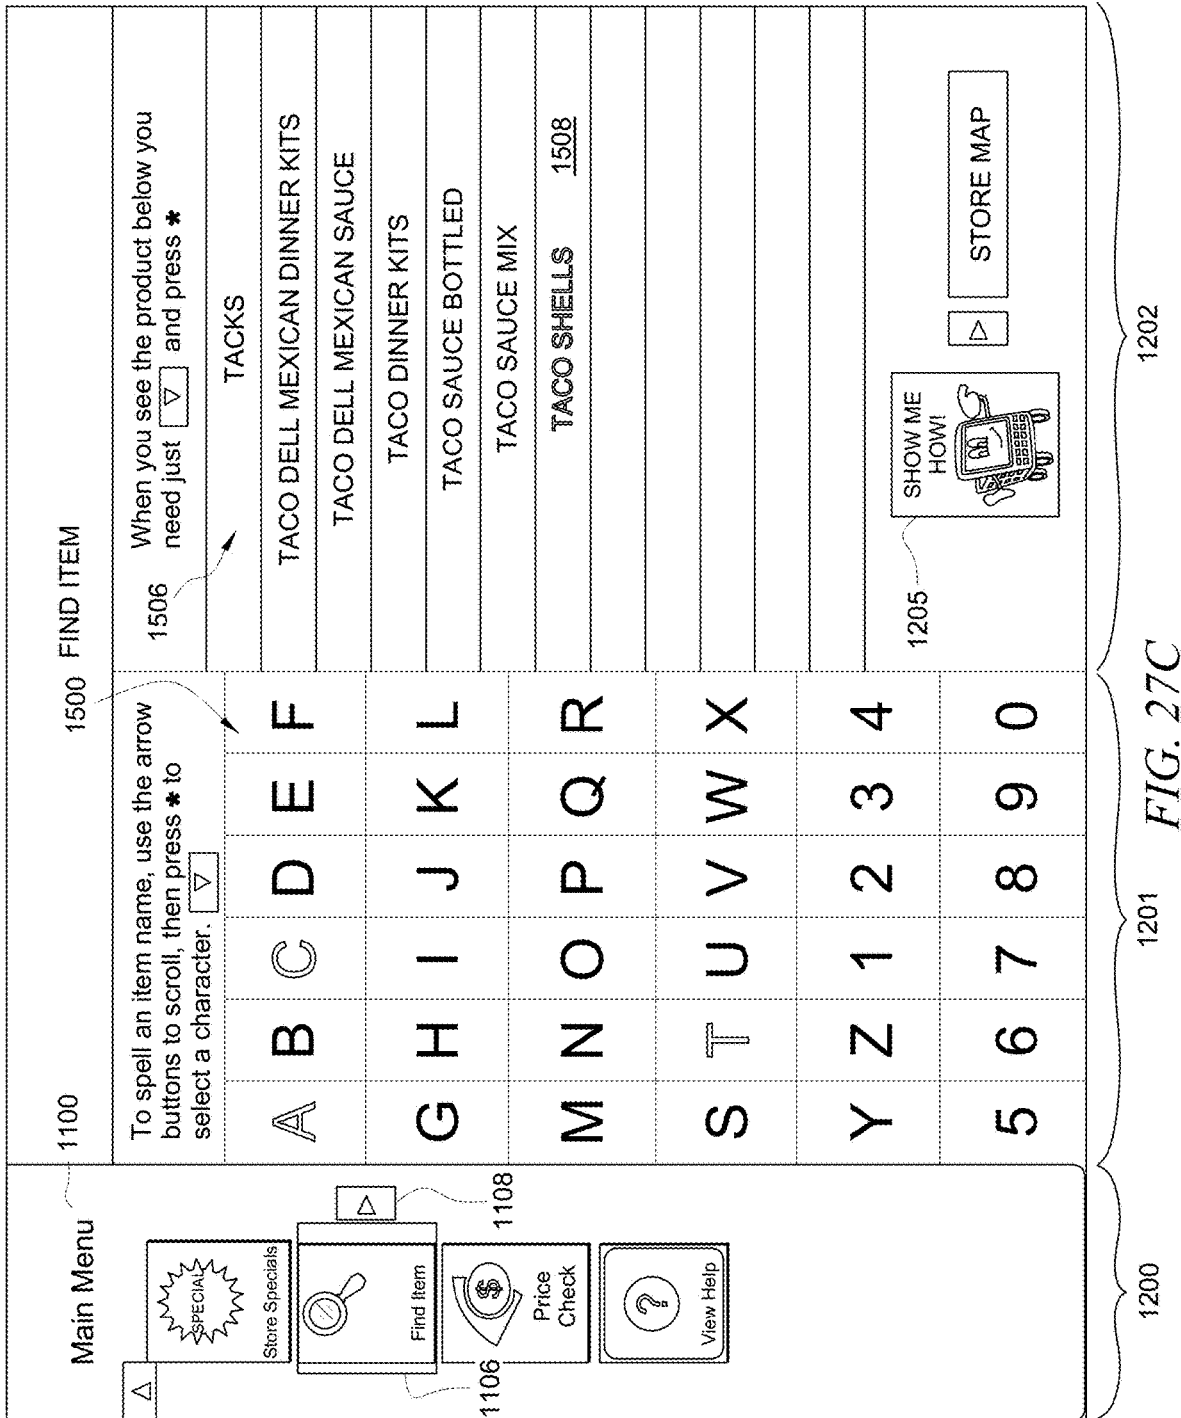 1100
1500
FIND ITEM
Main Menu
SPECIAL
Store Specials
Find Item
Price
Check
View Help
1106
1108
To spell an item name, use the arrow
buttons to scroll, then press * to
select a character. ▷
A B C D E F
G H I J K L
M N O P Q R
S T U V W X
Y Z 1 2 3 4
5 6 7 8 9 0
1506
When you see the product below you
need just ▷ and press *
TACKS
TACO DELL MEXICAN DINNER KITS
TACO DELL MEXICAN SAUCE
TACO DINNER KITS
TACO SAUCE BOTTLED
TACO SAUCE MIX
TACO SHELLS 1508
1205
SHOW ME
HOW!
STORE MAP
1200
1201
1202
FIG. 27C